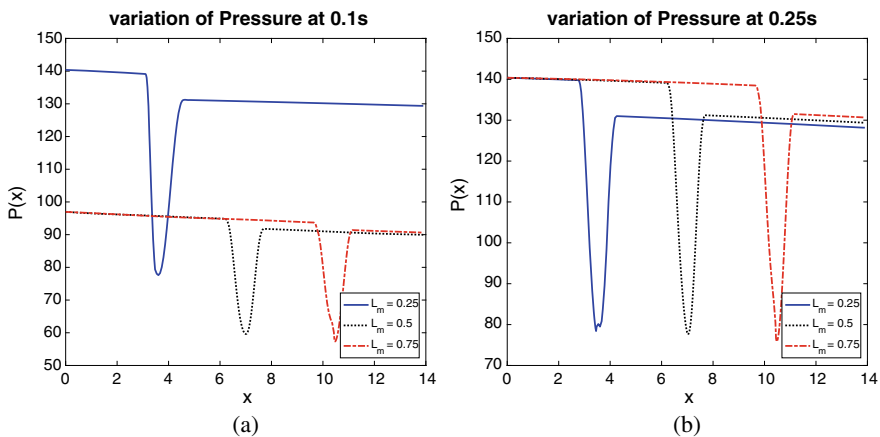 variation of Pressure at 0.1s
150
140
130
120
110
100
90
80
70
60
50
P(x)
0 2 4 6 8 10 12 14
x
L_m = 0.25
L_m = 0.5
L_m = 0.75
(a)
variation of Pressure at 0.25s
150
140
130
120
110
100
90
80
70
P(x)
0 2 4 6 8 10 12 14
x
L_m = 0.25
L_m = 0.5
L_m = 0.75
(b)